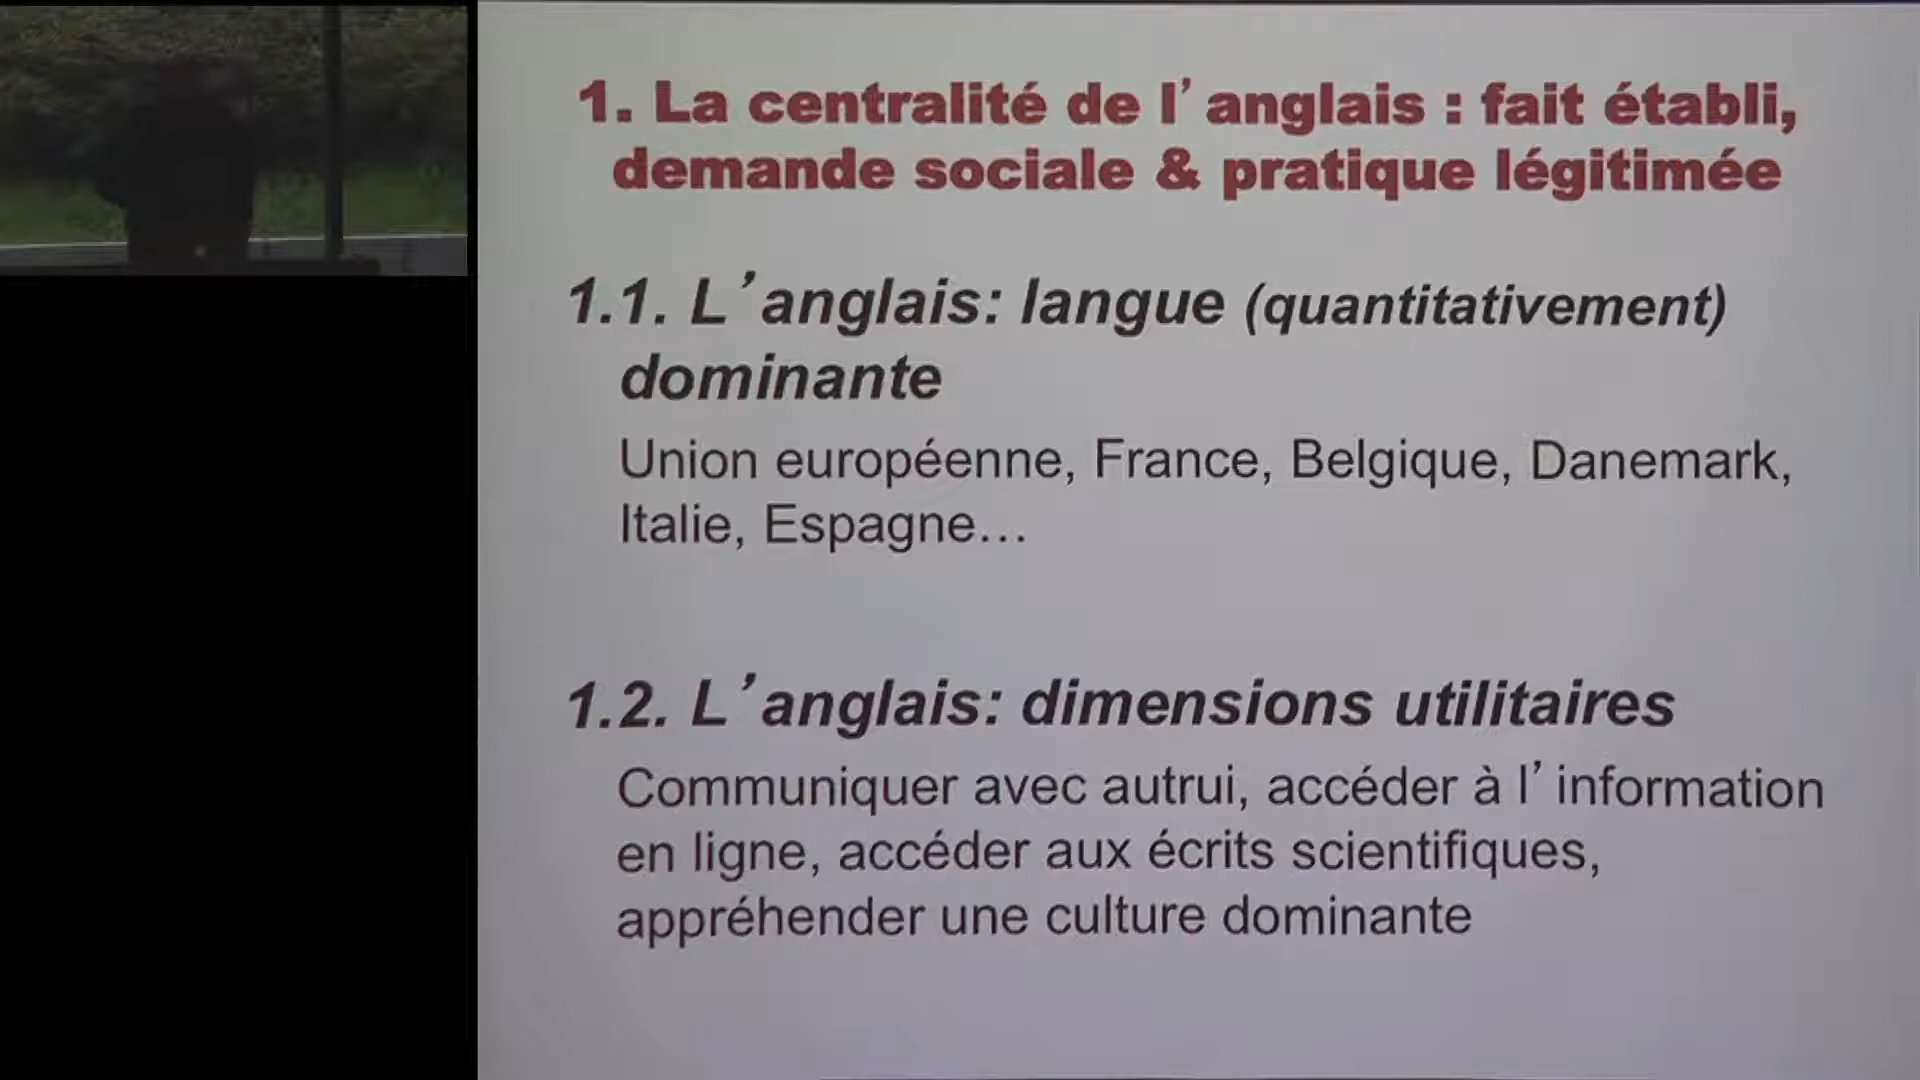 1. La centralité de l’anglais : fait établi,
demande sociale & pratique légitimée
1.1. L’anglais: langue (quantitativement)
dominante
Union européenne, France, Belgique, Danemark,
Italie, Espagne…
1.2. L’anglais: dimensions utilitaires
Communiquer avec autrui, accéder à l’information
en ligne, accéder aux écrits scientifiques,
appréhender une culture dominante